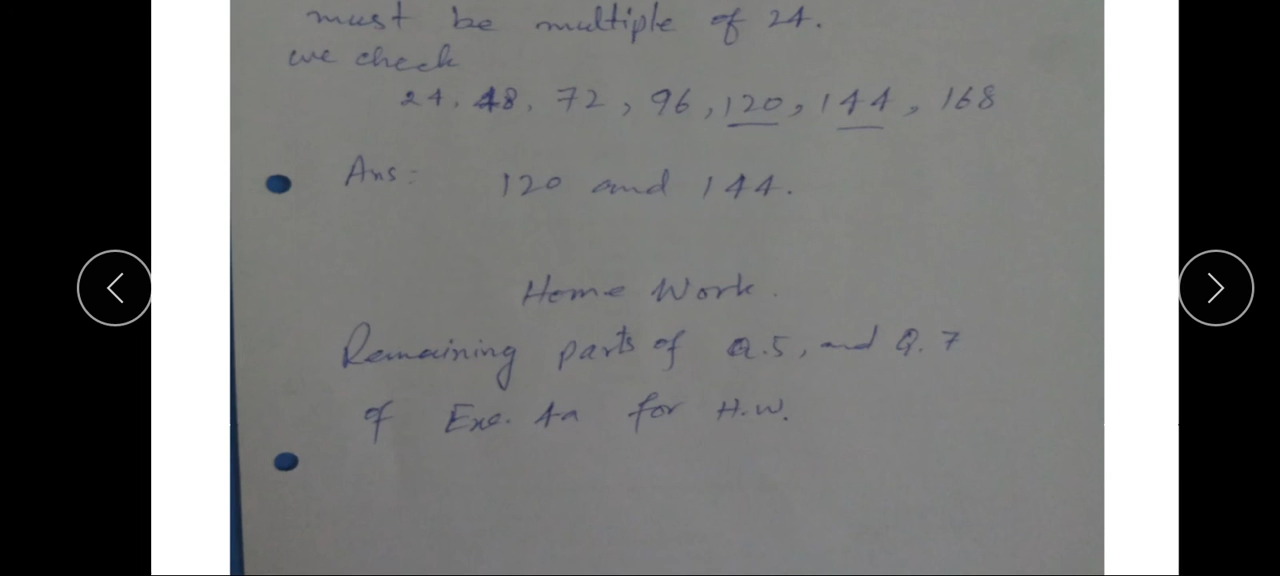 must be multiple of 24.
we check
24, 48, 72, 96, 120, 144, 168
Ans: 120 and 144.
Home Work.
Remaining parts of Q.5, and Q.7
of Exe. 4a for H.W.